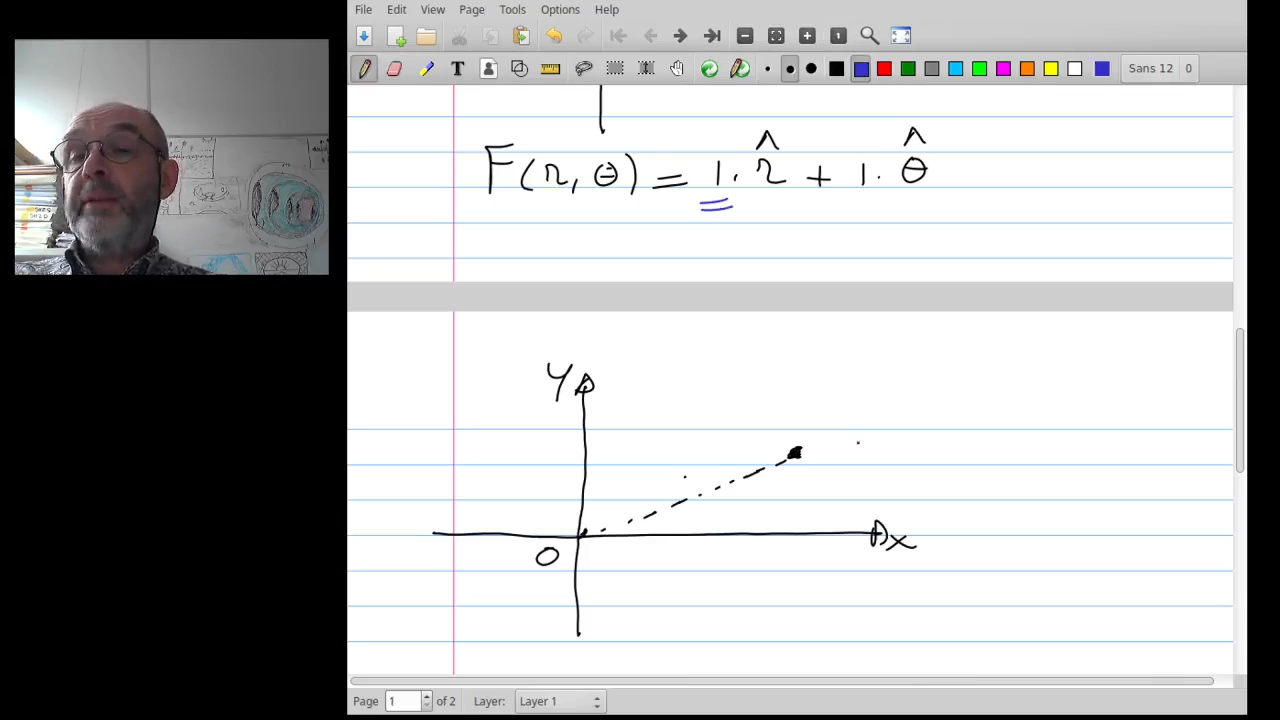 File Edit View Page Tools Options Help
Sans 12 0
F(r, θ) = 1. r̂ + 1. θ̂
Y
O
x
Page 1 of 2 Layer: Layer 1